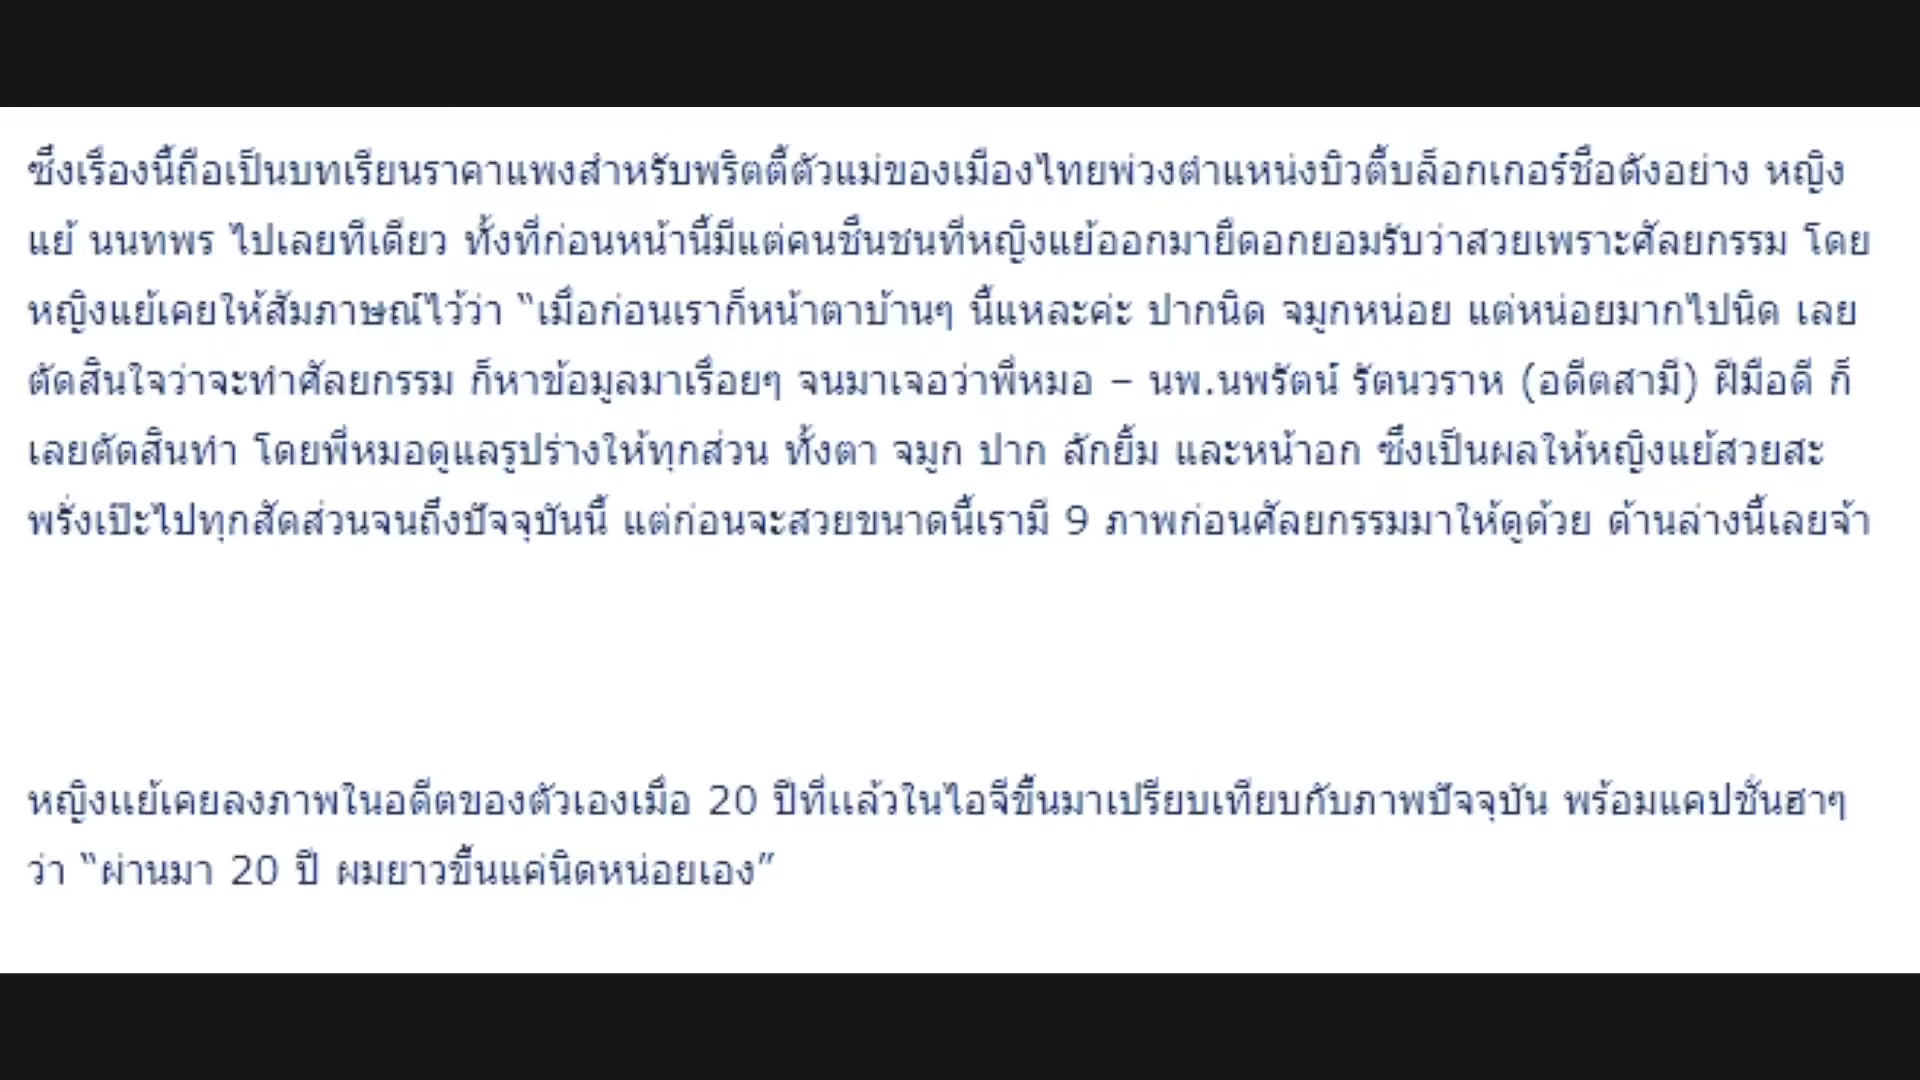 ซึ่งเรื่องนี้ถือเป็นบทเรียนราคาแพงสำหรับพริตตี้ตัวแม่ของเมืองไทยพ่วงตำแหน่งบิวตี้บล็อกเกอร์ชื่อดังอย่าง หญิง
แย้ นนทพร ไปเลยทีเดียว ทั้งที่ก่อนหน้านี้มีแต่คนชื่นชนที่หญิงแย้ออกมายืดอกยอมรับว่าสวยเพราะศัลยกรรม โดย
หญิงแย้เคยให้สัมภาษณ์ไว้ว่า “เมื่อก่อนเราก็หน้าตาบ้านๆ นี้แหละค่ะ ปากนิด จมูกหน่อย แต่หน่อยมากไปนิด เลย
ตัดสินใจว่าจะทำศัลยกรรม ก็หาข้อมูลมาเรื่อยๆ จนมาเจอว่าพี่หมอ – นพ.นพรัตน์ รัตนวราห (อดีตสามี) ฝีมือดี ก็
เลยตัดสินทำ โดยพี่หมอดูแลรูปร่างให้ทุกส่วน ทั้งตา จมูก ปาก ลักยิ้ม และหน้าอก ซึ่งเป็นผลให้หญิงแย้สวยสะ
พรั่งเป๊ะไปทุกสัดส่วนจนถึงปัจจุบันนี้ แต่ก่อนจะสวยขนาดนี้เรามี 9 ภาพก่อนศัลยกรรมมาให้ดูด้วย ด้านล่างนี้เลยจ้า
หญิงแย้เคยลงภาพในอดีตของตัวเองเมื่อ 20 ปีที่แล้วในไอจีขึ้นมาเปรียบเทียบกับภาพปัจจุบัน พร้อมแคปชั่นฮาๆ
ว่า “ผ่านมา 20 ปี ผมยาวขึ้นแค่นิดหน่อยเอง”